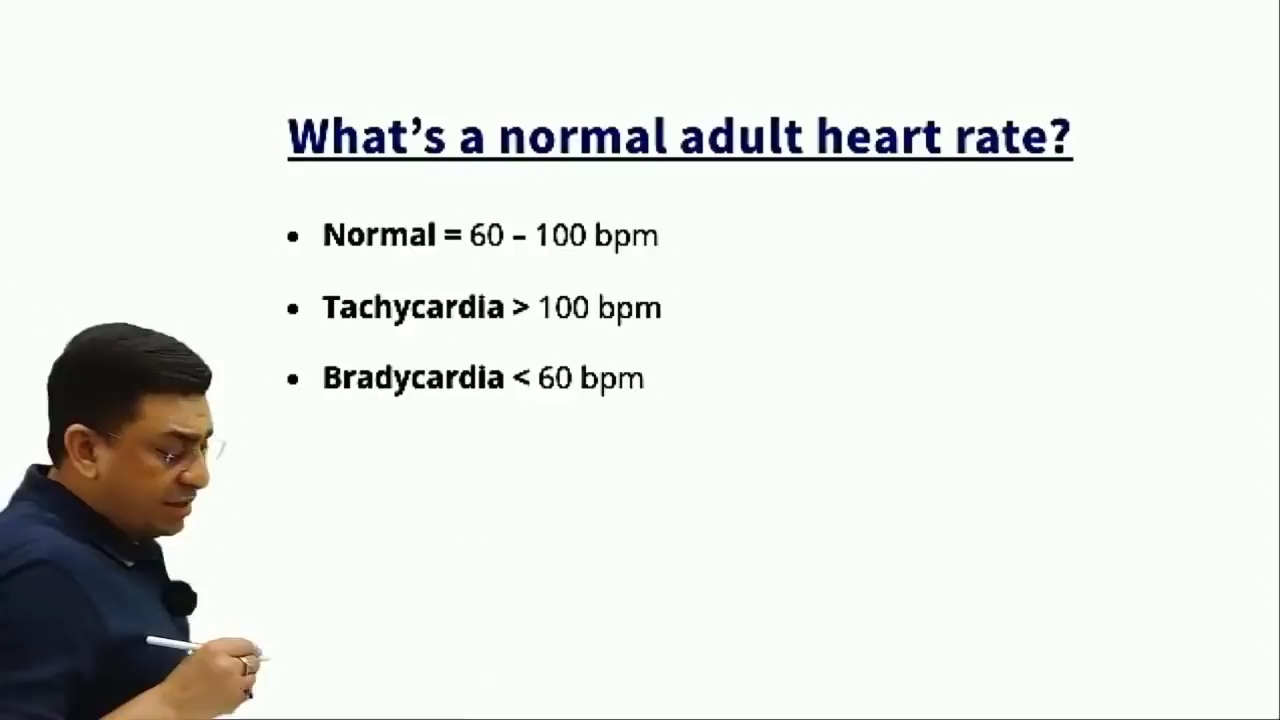 What’s a normal adult heart rate?
• Normal = 60 – 100 bpm
• Tachycardia > 100 bpm
• Bradycardia < 60 bpm